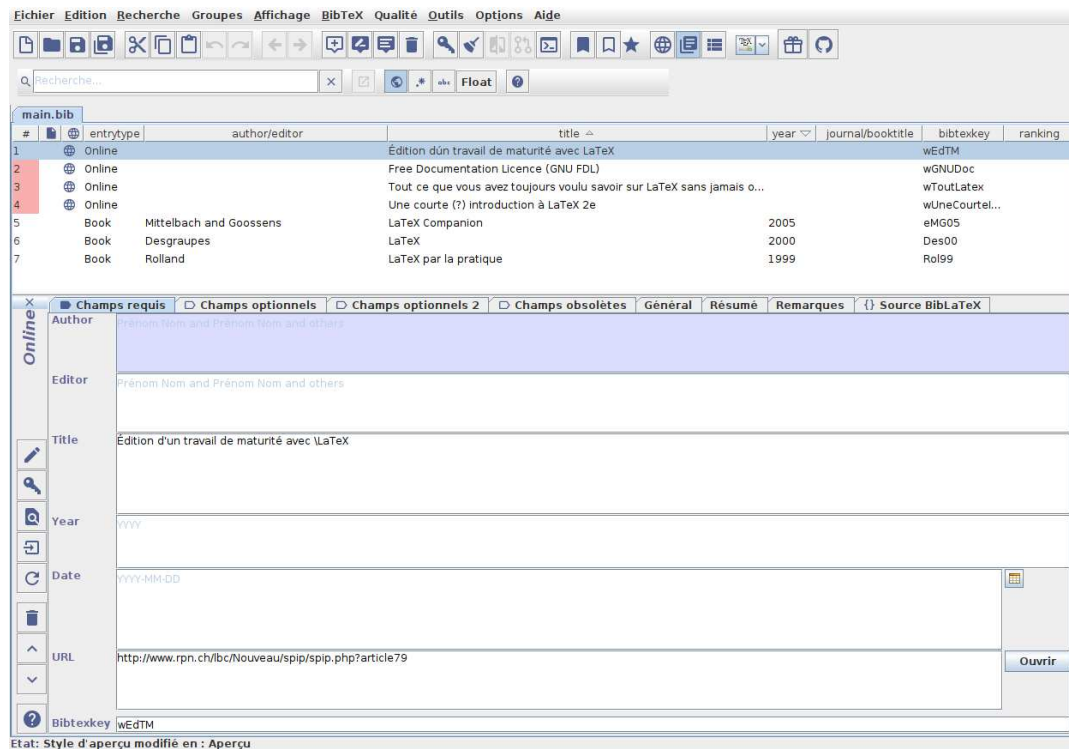 Fichier Edition Recherche Groupes Affichage BibTeX Qualité Outils Options Aide
Recherche... Float
main.bib
# entrytype author/editor title year journal/booktitle bibtexkey ranking
1 Online Édition dún travail de maturité avec LaTeX wEdTM
2 Online Free Documentation Licence (GNU FDL) wGNUDoc
3 Online Tout ce que vous avez toujours voulu savoir sur LaTeX sans jamais o... wToutLatex
4 Online Une courte (?) introduction à LaTeX 2e wUneCourteI...
5 Book Mittelbach and Goossens LaTeX Companion 2005 eMG05
6 Book Desgraupes LaTeX 2000 Des00
7 Book Rolland LaTeX par la pratique 1999 Rol99
Online
Champs requis Champs optionnels Champs optionnels 2 Champs obsolètes Général Résumé Remarques {} Source BibLaTeX
Author Prénom Nom and Prénom Nom and others
Editor Prénom Nom and Prénom Nom and others
Title Édition d'un travail de maturité avec \LaTeX
Year YYYY
Date YYYY-MM-DD
URL http://www.rpn.ch/lbc/Nouveau/spip/spip.php?article79 Ouvrir
Bibtexkey wEdTM
Etat: Style d'aperçu modifié en : Aperçu